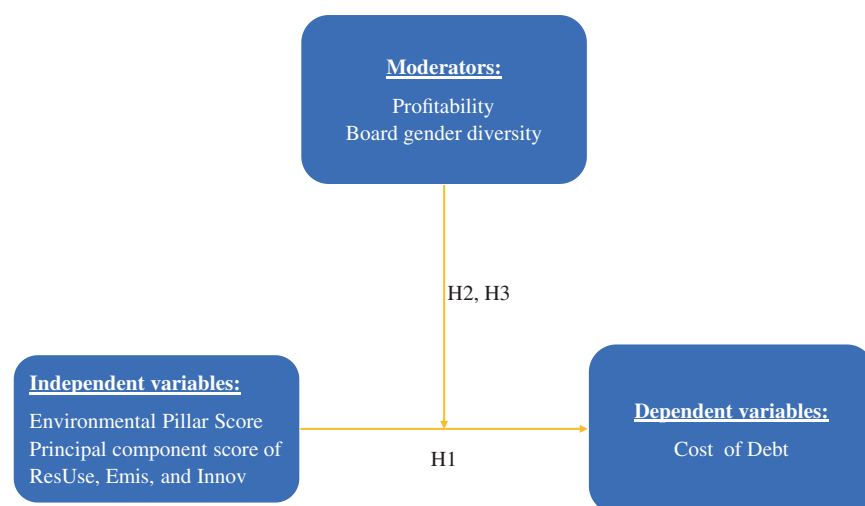 Moderators:
Profitability
Board gender diversity
H2, H3
Independent variables:
Environmental Pillar Score
Principal component score of
ResUse, Emis, and Innov
H1
Dependent variables:
Cost of Debt